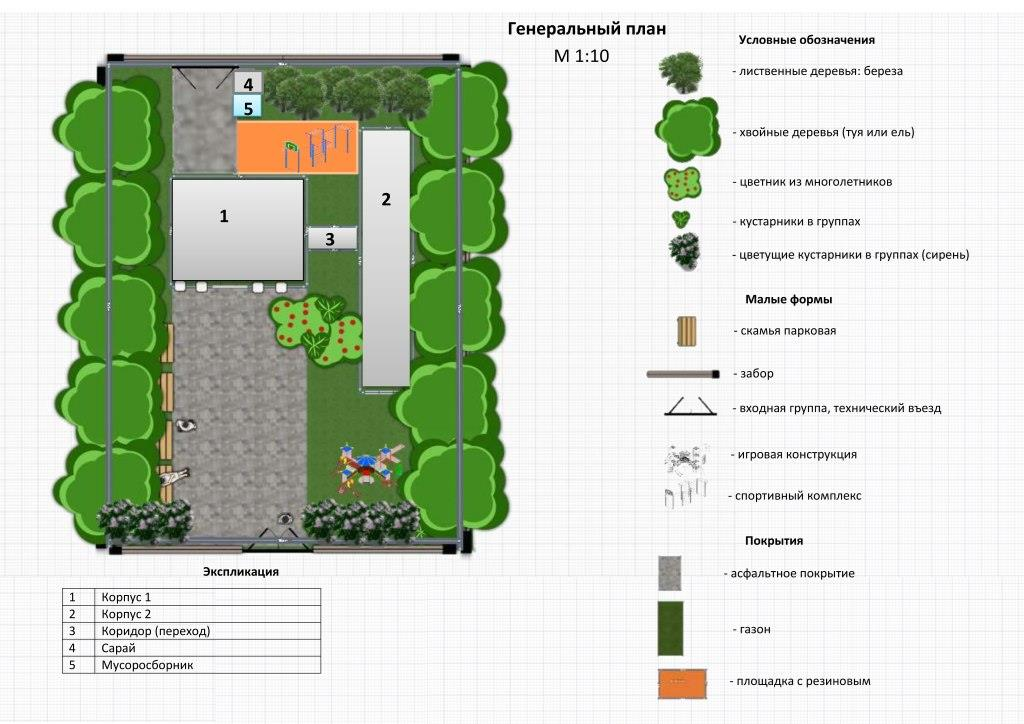 Генеральный план
М 1:10
Условные обозначения
- лиственные деревья: береза
- хвойные деревья (туя или ель)
- цветник из многолетников
- кустарники в группах
- цветущие кустарники в группах (сирень)
Малые формы
- скамья парковая
- забор
- входная группа, технический въезд
- игровая конструкция
- спортивный комплекс
Покрытия
- асфальтное покрытие
- газон
- площадка с резиновым
4
5
1
2
3
Экспликация
1 Корпус 1
2 Корпус 2
3 Коридор (переход)
4 Сарай
5 Мусоросборник